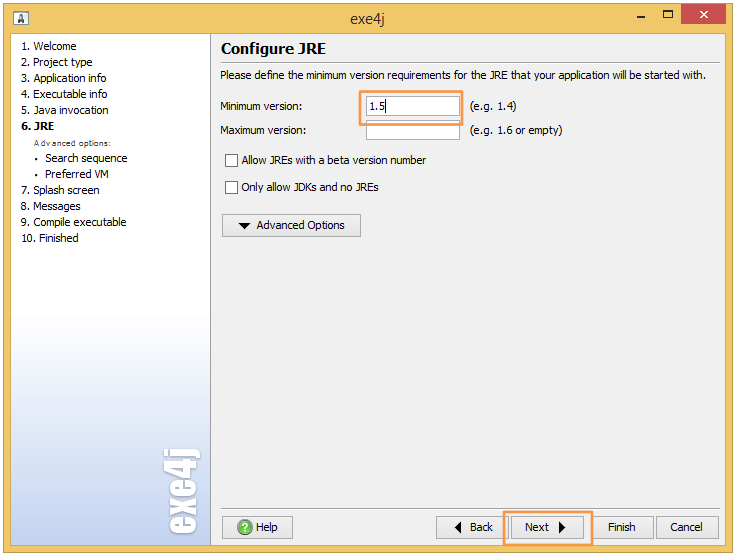 exe4j
1. Welcome
2. Project type
3. Application info
4. Executable info
5. Java invocation
6. JRE
Advanced options:
• Search sequence
• Preferred VM
7. Splash screen
8. Messages
9. Compile executable
10. Finished
exe4j
Configure JRE
Please define the minimum version requirements for the JRE that your application will be started with.
Minimum version: 1.5 (e.g. 1.4)
Maximum version: (e.g. 1.6 or empty)
Allow JREs with a beta version number
Only allow JDKs and no JREs
Advanced Options
? Help Back Next Finish Cancel